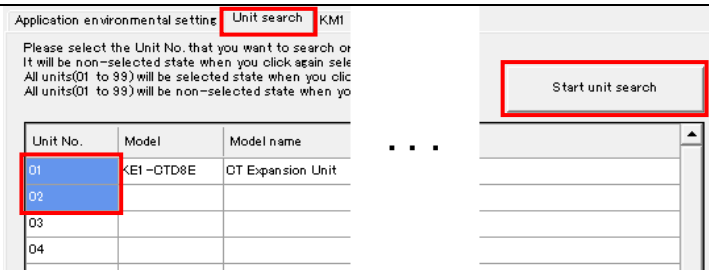 Application environmental setting Unit search KM1
Please select the Unit No. that you want to search or
It will be non-selected state when you click again sele
All units(01 to 99) will be selected state when you clic
All units(01 to 99) will be non-selected state when yo
Start unit search
Unit No. Model Model name
...
01 KE1-CTD8E CT Expansion Unit
02
03
04